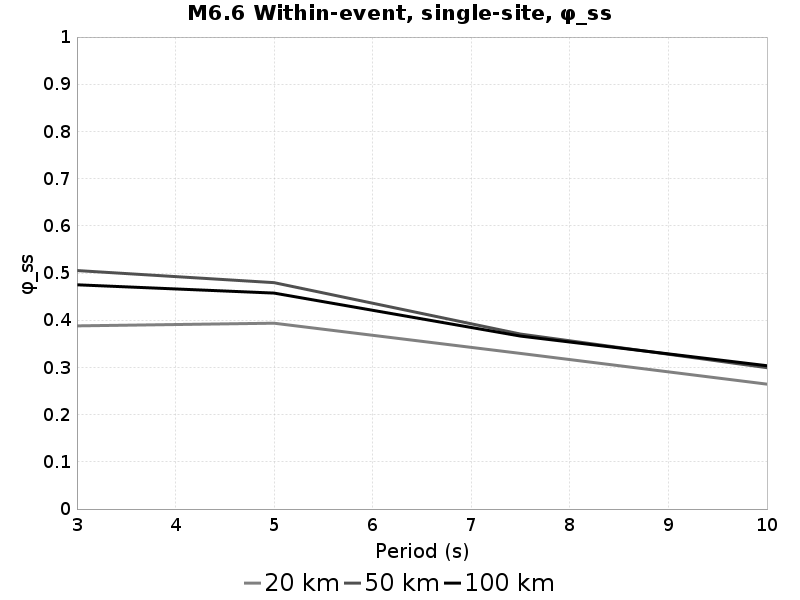 M6.6 Within-event, single-site, φ_ss
1
0.9
0.8
0.7
0.6
0.5
0.4
0.3
0.2
0.1
0
φ_ss
3 4 5 6 7 8 9 10
Period (s)
20 km 50 km 100 km